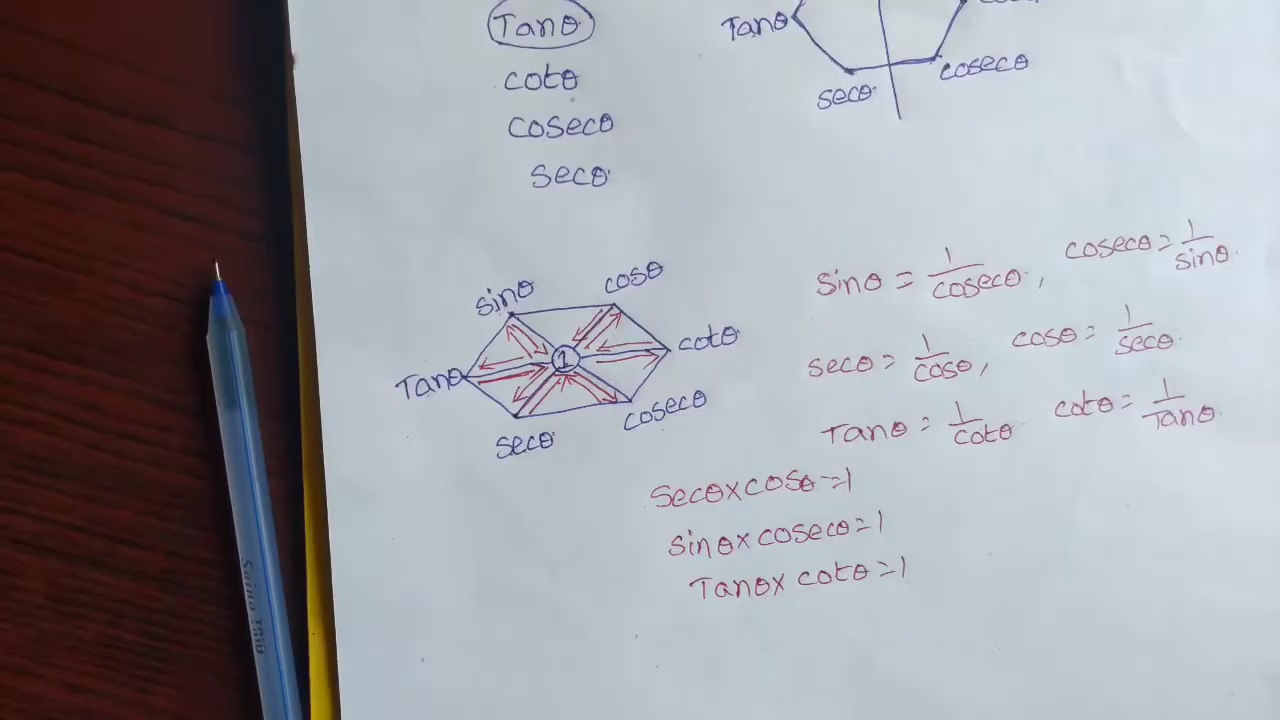 Tanθ
cotθ
cosecθ
secθ
Tanθ
secθ
cosecθ
sinθ
cosθ
Tanθ
1
cotθ
secθ
cosecθ
sinθ = 1/cosecθ, cosecθ = 1/sinθ.
secθ = 1/cosθ, cosθ = 1/secθ.
Tanθ = 1/cotθ. cotθ = 1/Tanθ.
secθ x cosθ = 1
sinθ x cosecθ = 1
Tanθ x cotθ = 1